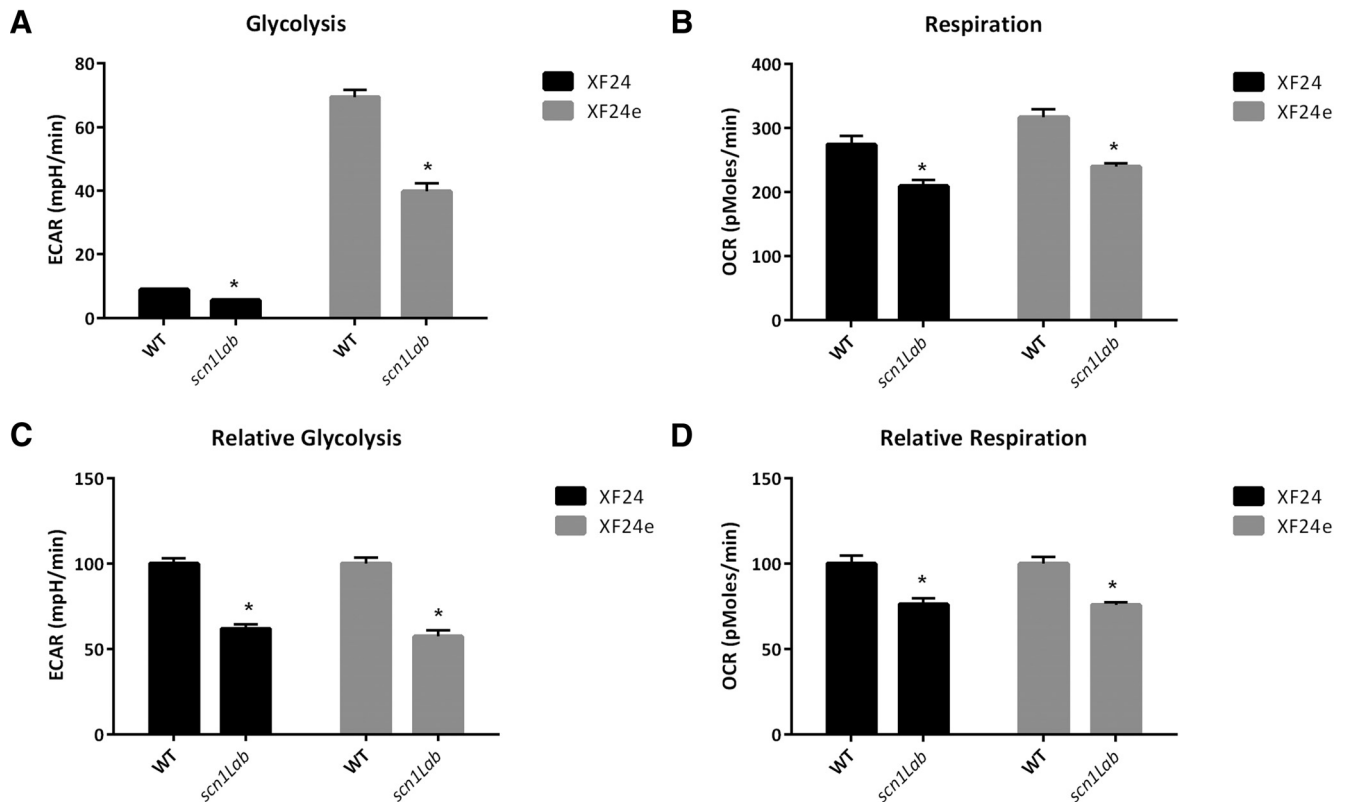 A
Glycolysis
ECAR (mpH/min)
80
60
40
20
0
*
*
WT
scn1Lab
WT
scn1Lab
XF24
XF24e
B
Respiration
OCR (pMoles/min)
400
300
200
100
0
*
*
WT
scn1Lab
WT
scn1Lab
XF24
XF24e
C
Relative Glycolysis
ECAR (mpH/min)
150
100
50
0
*
*
WT
scn1Lab
WT
scn1Lab
XF24
XF24e
D
Relative Respiration
OCR (pMoles/min)
150
100
50
0
*
*
WT
scn1Lab
WT
scn1Lab
XF24
XF24e